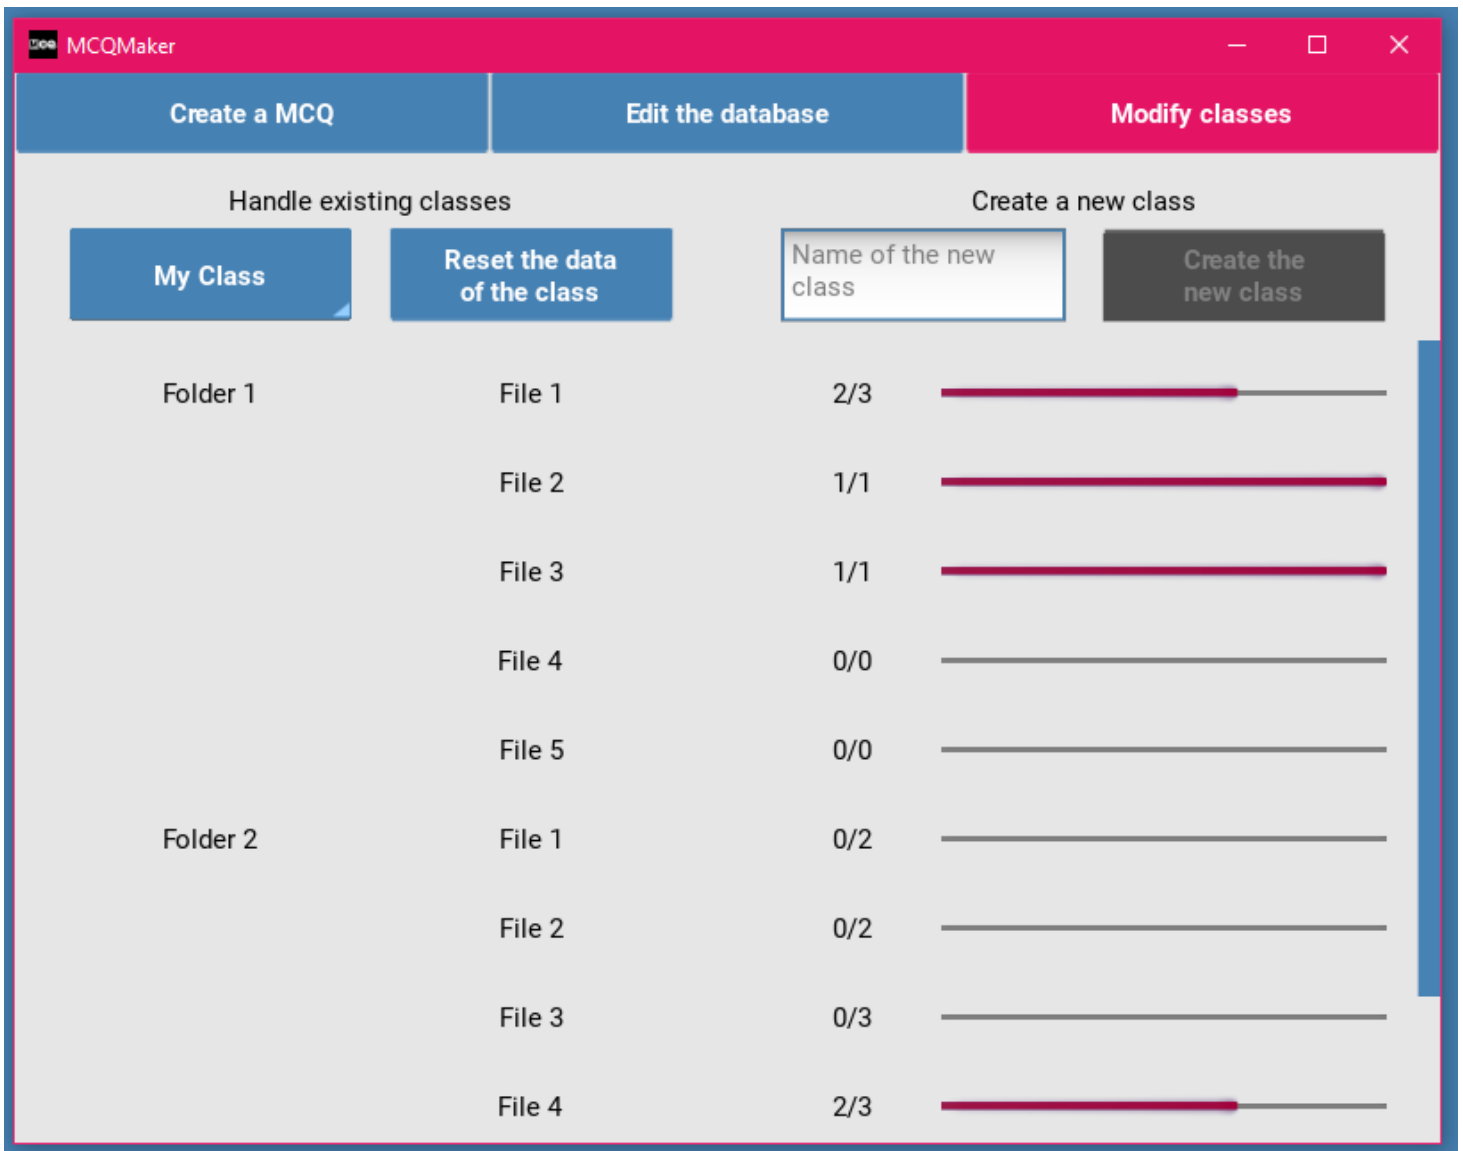 MCQ MCQMaker
Create a MCQ Edit the database Modify classes
Handle existing classes Create a new class
My Class
Reset the data
of the class
Name of the new
class
Create the
new class
Folder 1 File 1 2/3
File 2 1/1
File 3 1/1
File 4 0/0
File 5 0/0
Folder 2 File 1 0/2
File 2 0/2
File 3 0/3
File 4 2/3